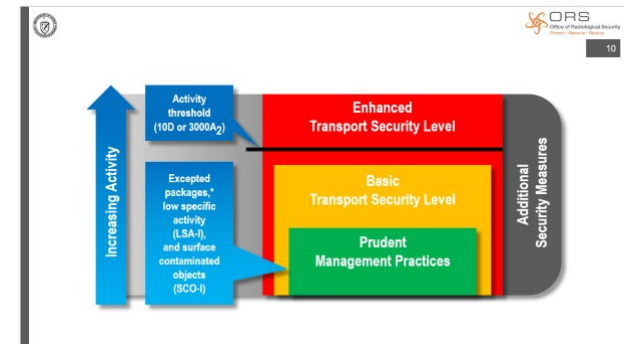 ORS
Office of Radiological Security
Protect • Remove • Reduce
10
Increasing Activity
Activity
threshold
(10D or 3000A2)
Excepted
packages,*
low specific
activity
(LSA-I),
and surface
contaminated
objects
(SCO-I)
Enhanced
Transport Security Level
Basic
Transport Security Level
Prudent
Management Practices
Additional
Security Measures